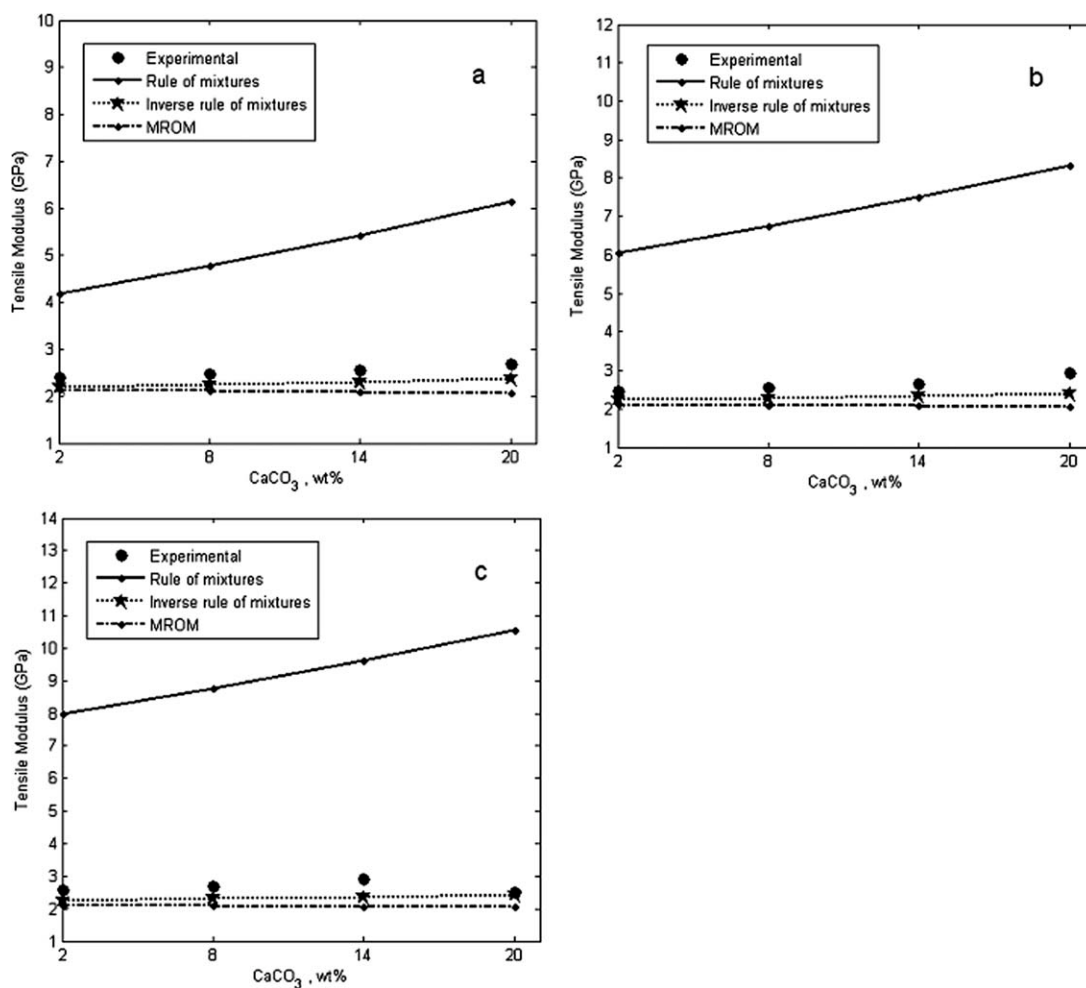 10
9
8
7
6
5
4
3
2
1
Tensile Modulus (GPa)
Experimental
Rule of mixtures
Inverse rule of mixtures
MROM
a
2 8 14 20
CaCO3 , wt%
12
11
10
9
8
7
6
5
4
3
2
1
Tensile Modulus (GPa)
Experimental
Rule of mixtures
Inverse rule of mixtures
MROM
b
2 8 14 20
CaCO3 , wt%
14
13
12
11
10
9
8
7
6
5
4
3
2
1
Tensile Modulus (GPa)
Experimental
Rule of mixtures
Inverse rule of mixtures
MROM
c
2 8 14 20
CaCO3 , wt%